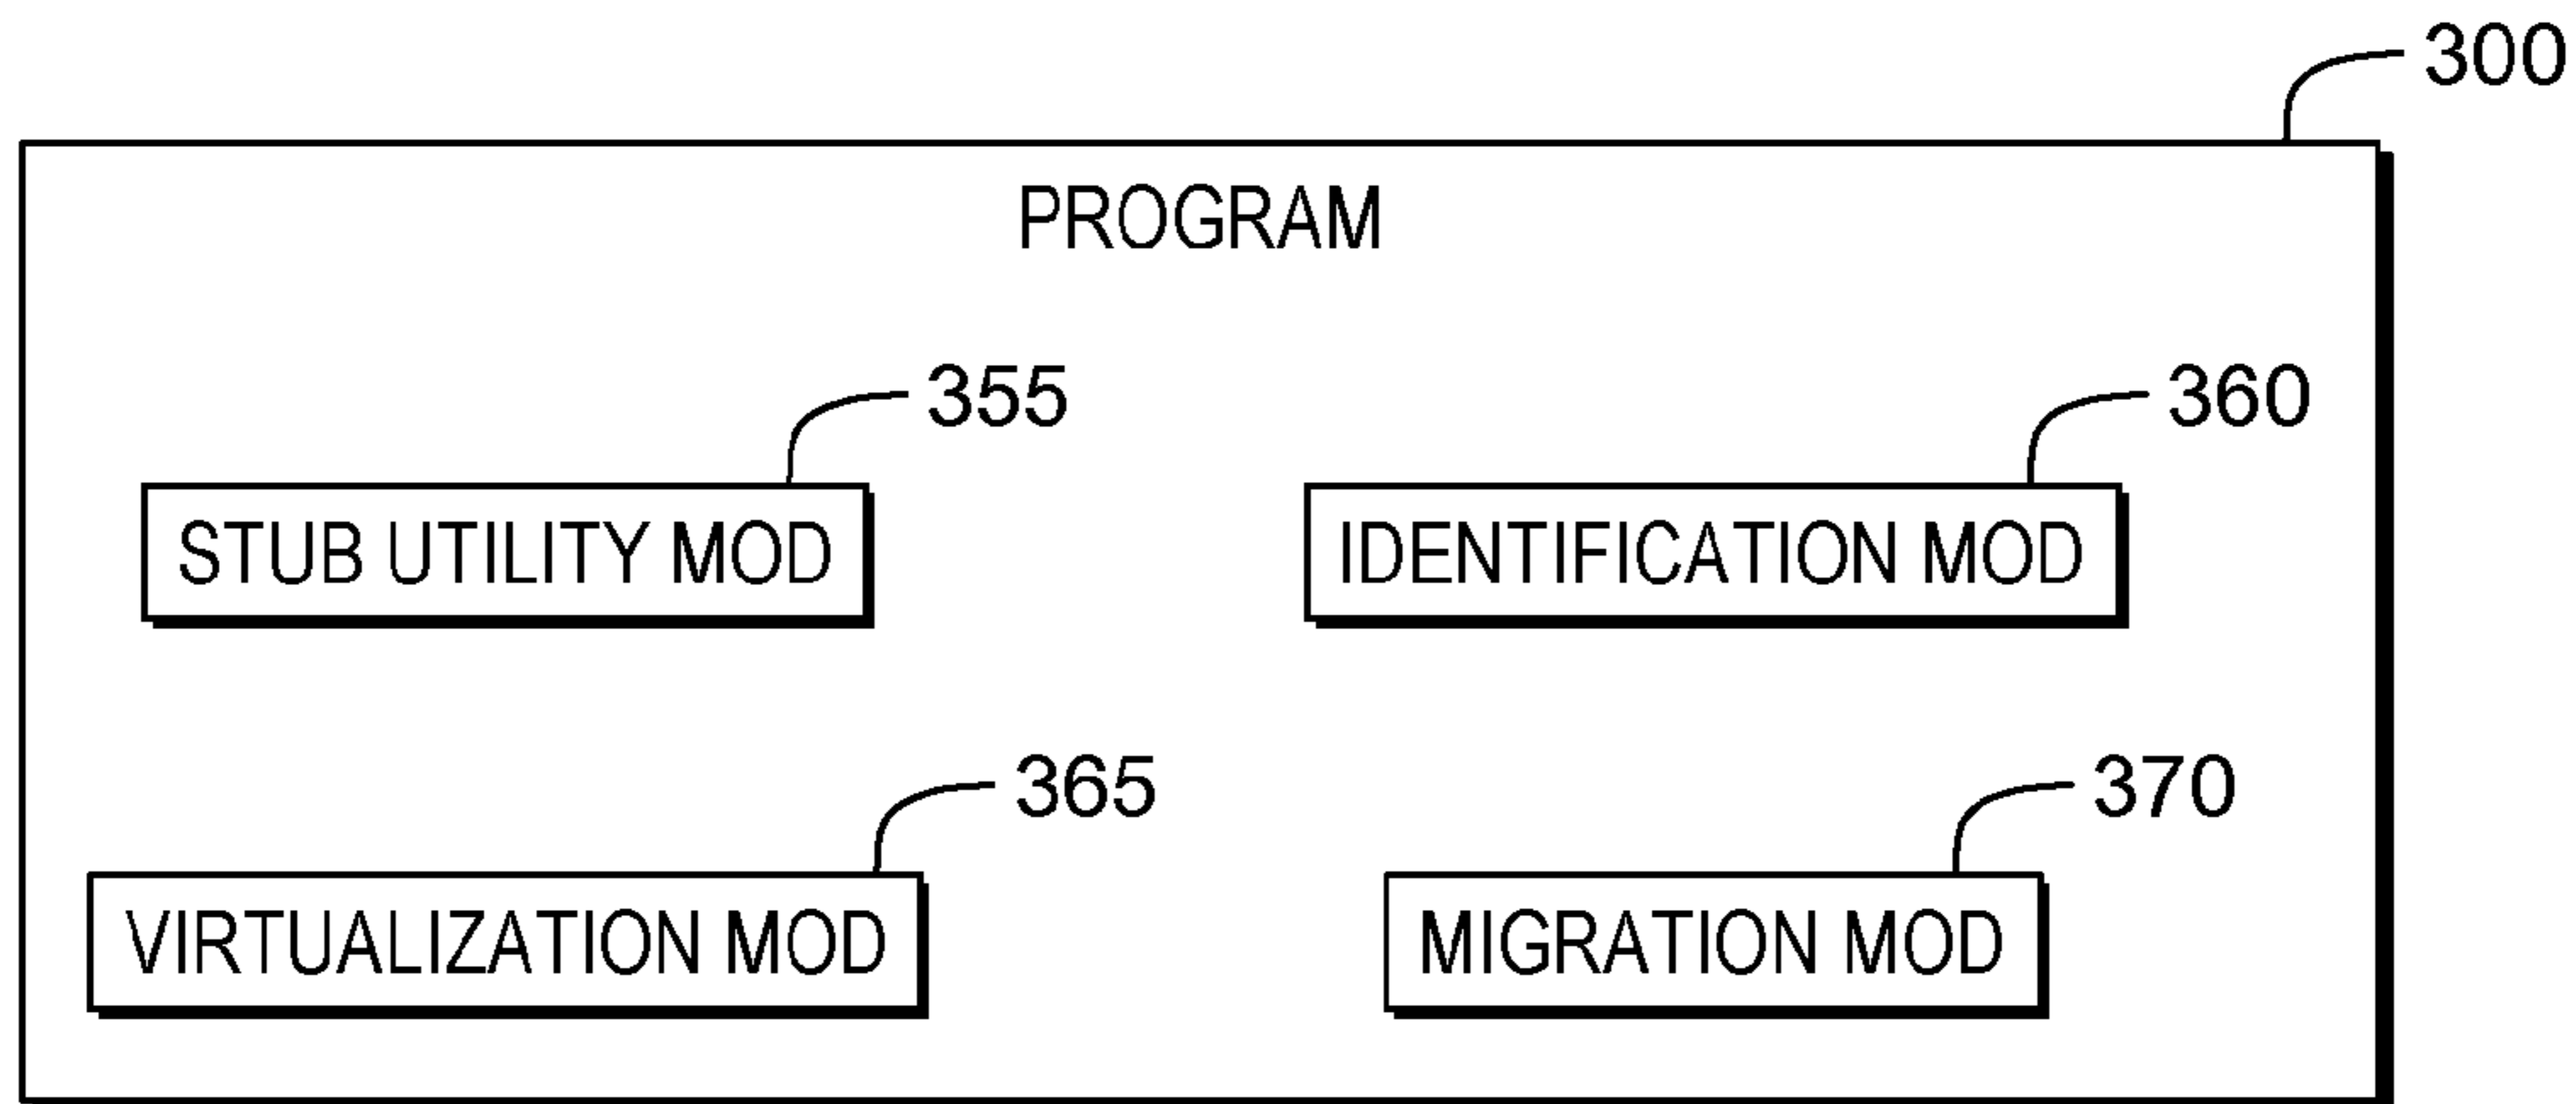 300
PROGRAM
355
360
STUB UTILITY MOD
IDENTIFICATION MOD
365
370
VIRTUALIZATION MOD
MIGRATION MOD